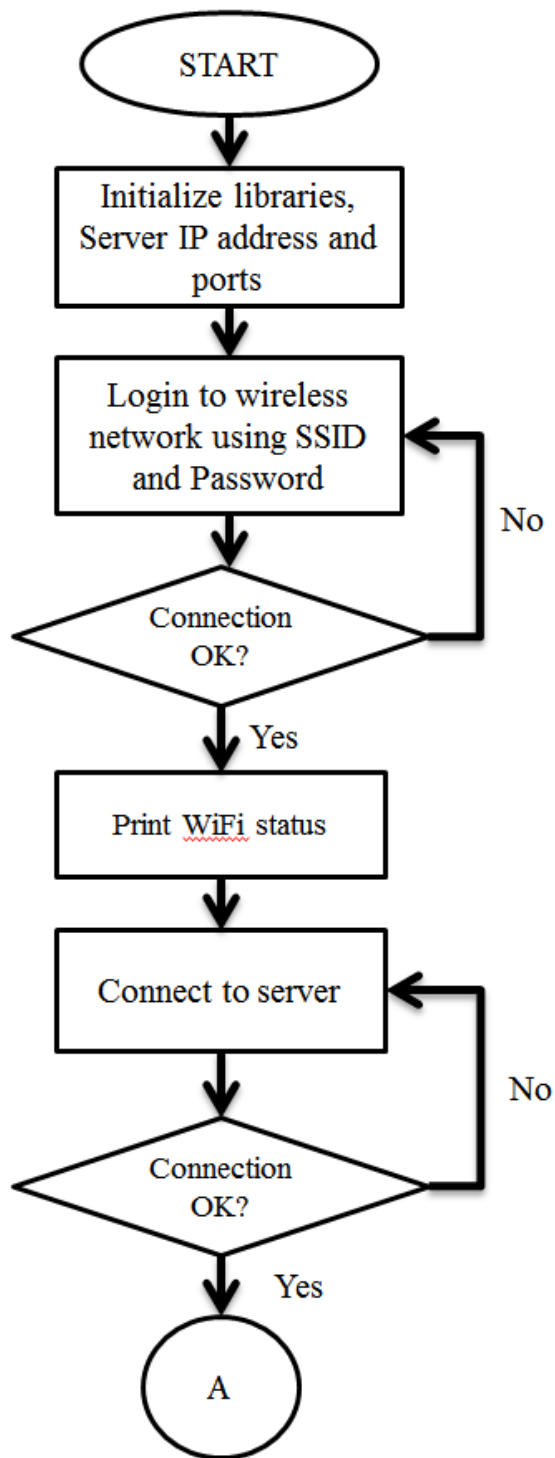 START
Initialize libraries,
Server IP address and
ports
Login to wireless
network using SSID
and Password
No
Connection
OK?
Yes
Print WiFi status
Connect to server
No
Connection
OK?
Yes
A